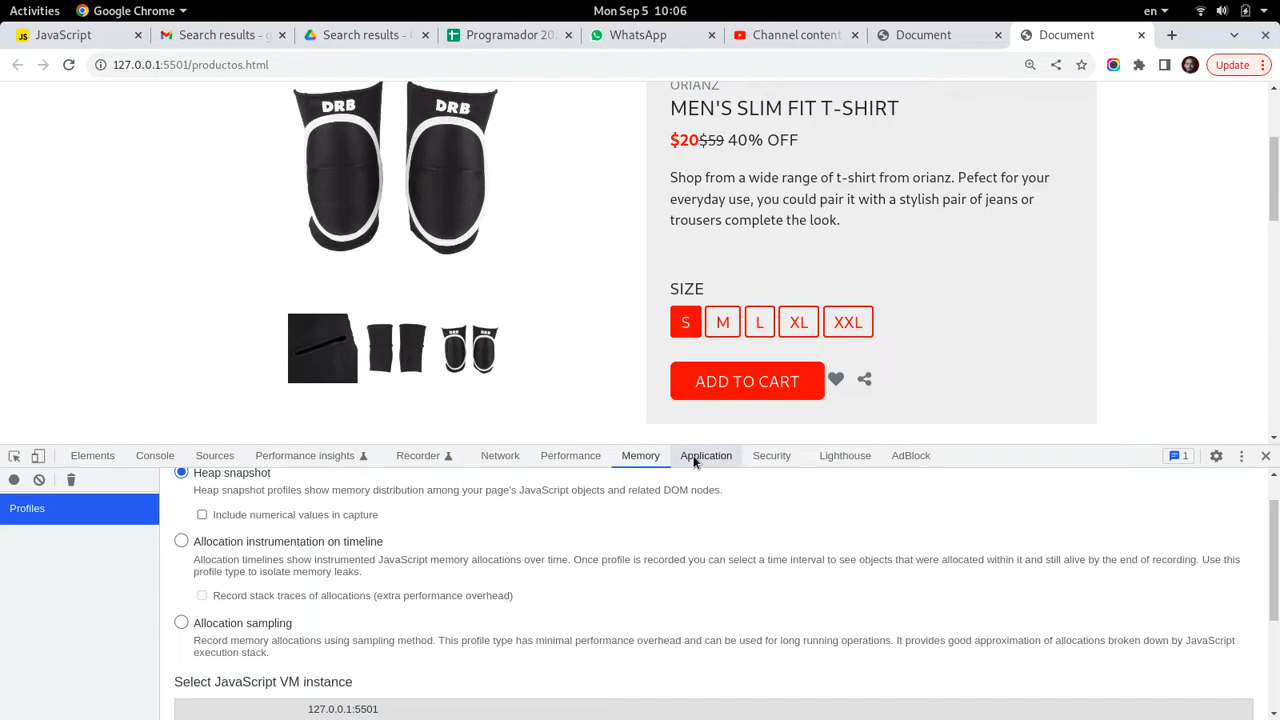 Activities
Google Chrome
Mon Sep 5 10:06
en
JS
JavaScript
Search results - g
Search results - G
Programador 202
WhatsApp
Channel content
Document
Document
127.0.0.1:5501/productos.html
Update
DRB
DRB
ORIANZ
MEN'S SLIM FIT T-SHIRT
$20$59 40% OFF
Shop from a wide range of t-shirt from orianz. Pefect for your
everyday use, you could pair it with a stylish pair of jeans or
trousers complete the look.
SIZE
S M L XL XXL
DRB DRB
ADD TO CART
Elements Console Sources Performance insights Recorder Network Performance Memory Application Security Lighthouse AdBlock 1
Profiles
Heap snapshot
Heap snapshot profiles show memory distribution among your page's JavaScript objects and related DOM nodes.
Include numerical values in capture
Allocation instrumentation on timeline
Allocation timelines show instrumented JavaScript memory allocations over time. Once profile is recorded you can select a time interval to see objects that were allocated within it and still alive by the end of recording. Use this
profile type to isolate memory leaks.
Record stack traces of allocations (extra performance overhead)
Allocation sampling
Record memory allocations using sampling method. This profile type has minimal performance overhead and can be used for long running operations. It provides good approximation of allocations broken down by JavaScript
execution stack.
Select JavaScript VM instance
127.0.0.1:5501